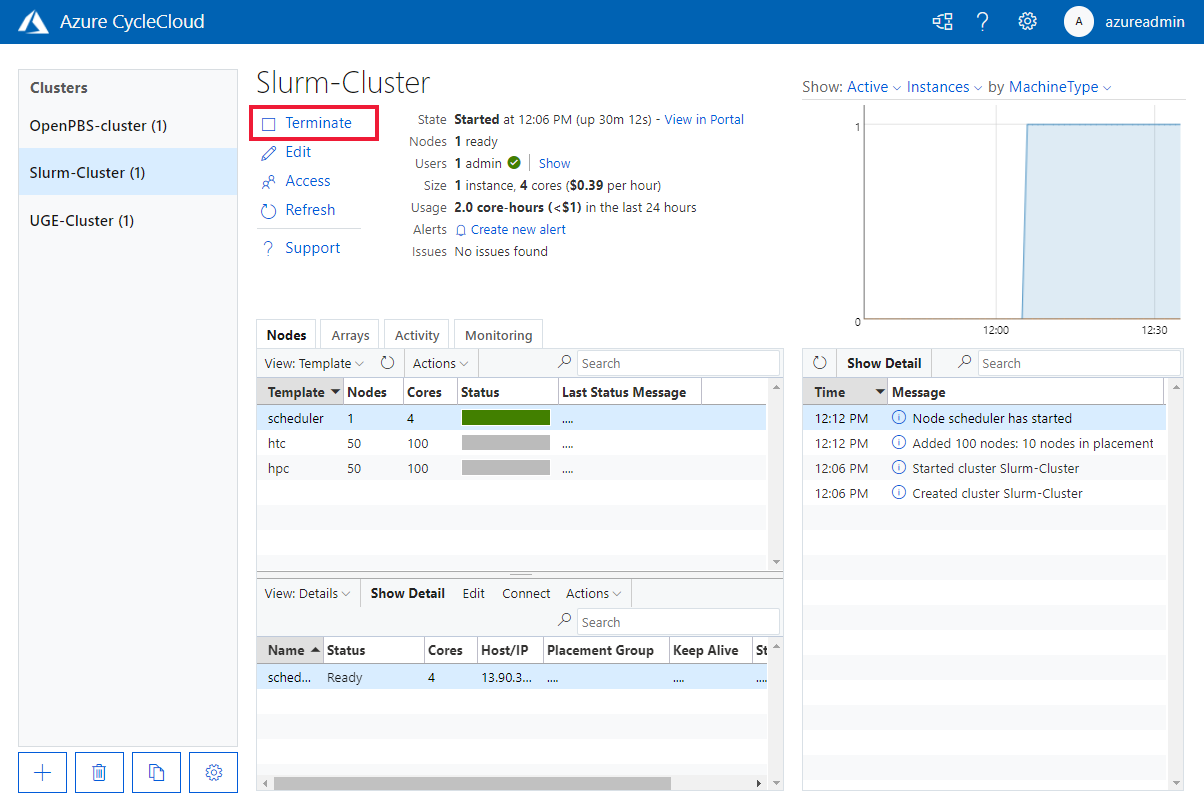 Azure CycleCloud
? A azureadmin
Clusters
OpenPBS-cluster (1)
Slurm-Cluster (1)
UGE-Cluster (1)
Slurm-Cluster
Terminate
Edit
Access
Refresh
? Support
State Started at 12:06 PM (up 30m 12s) - View in Portal
Nodes 1 ready
Users 1 admin Show
Size 1 instance, 4 cores ($0.39 per hour)
Usage 2.0 core-hours (<$1) in the last 24 hours
Alerts Create new alert
Issues No issues found
Show: Active Instances by MachineType
1
0
12:00 12:30
Nodes Arrays Activity Monitoring
View: Template Actions Search
Template Nodes Cores Status Last Status Message
scheduler 1 4 ....
htc 50 100 ....
hpc 50 100 ....
View: Details Show Detail Edit Connect Actions
Search
Name Status Cores Host/IP Placement Group Keep Alive St
sched... Ready 4 13.90.3... .... .... ....
Show Detail Search
Time Message
12:12 PM Node scheduler has started
12:12 PM Added 100 nodes: 10 nodes in placement
12:06 PM Started cluster Slurm-Cluster
12:06 PM Created cluster Slurm-Cluster